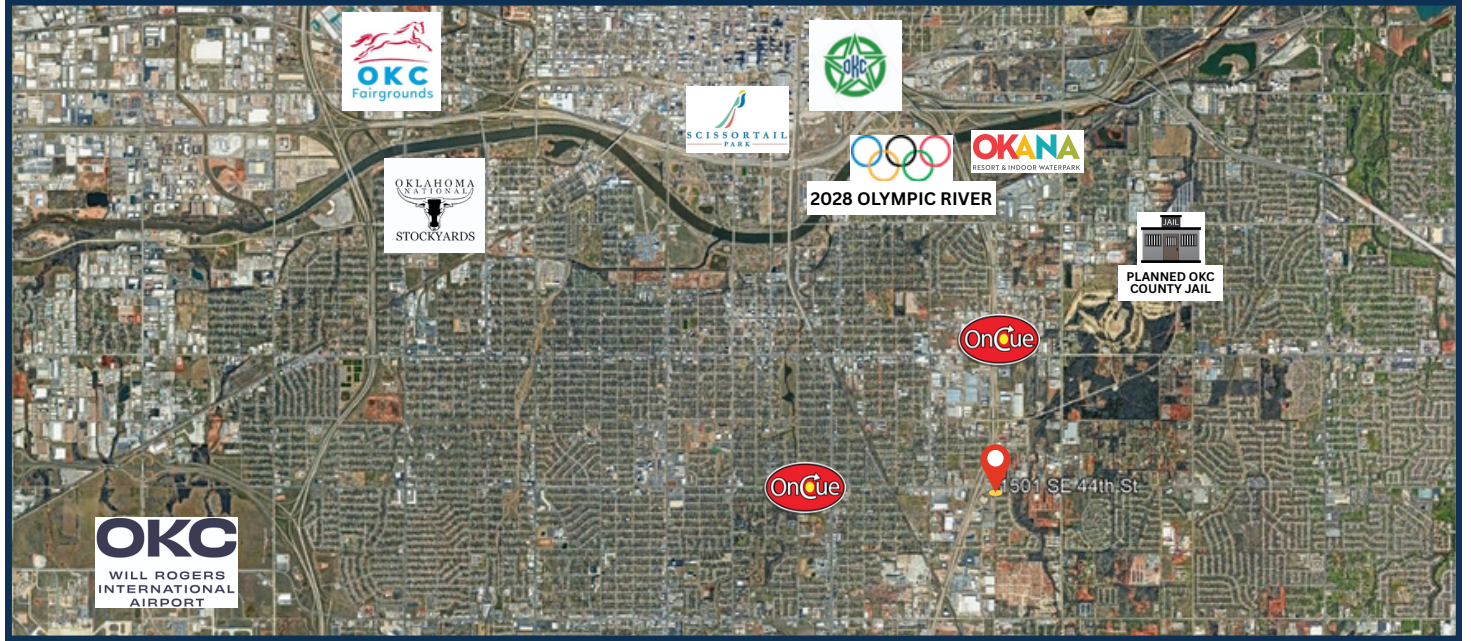 OKC
Fairgrounds
OKC
SCISSORTAIL
PARK
OKANA
RESORT & INDOOR WATERPARK
2028 OLYMPIC RIVER
OKLAHOMA
NATIONAL
STOCKYARDS
JAIL
PLANNED OKC
COUNTY JAIL
OnCue
OnCue
1501 SE 44th St
OKC
WILL ROGERS
INTERNATIONAL
AIRPORT